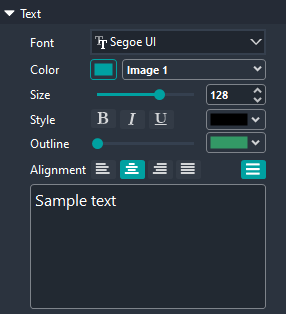 Text
Font Segoe UI
Color Image 1
Size 128
Style B I U
Outline
Alignment
Sample text